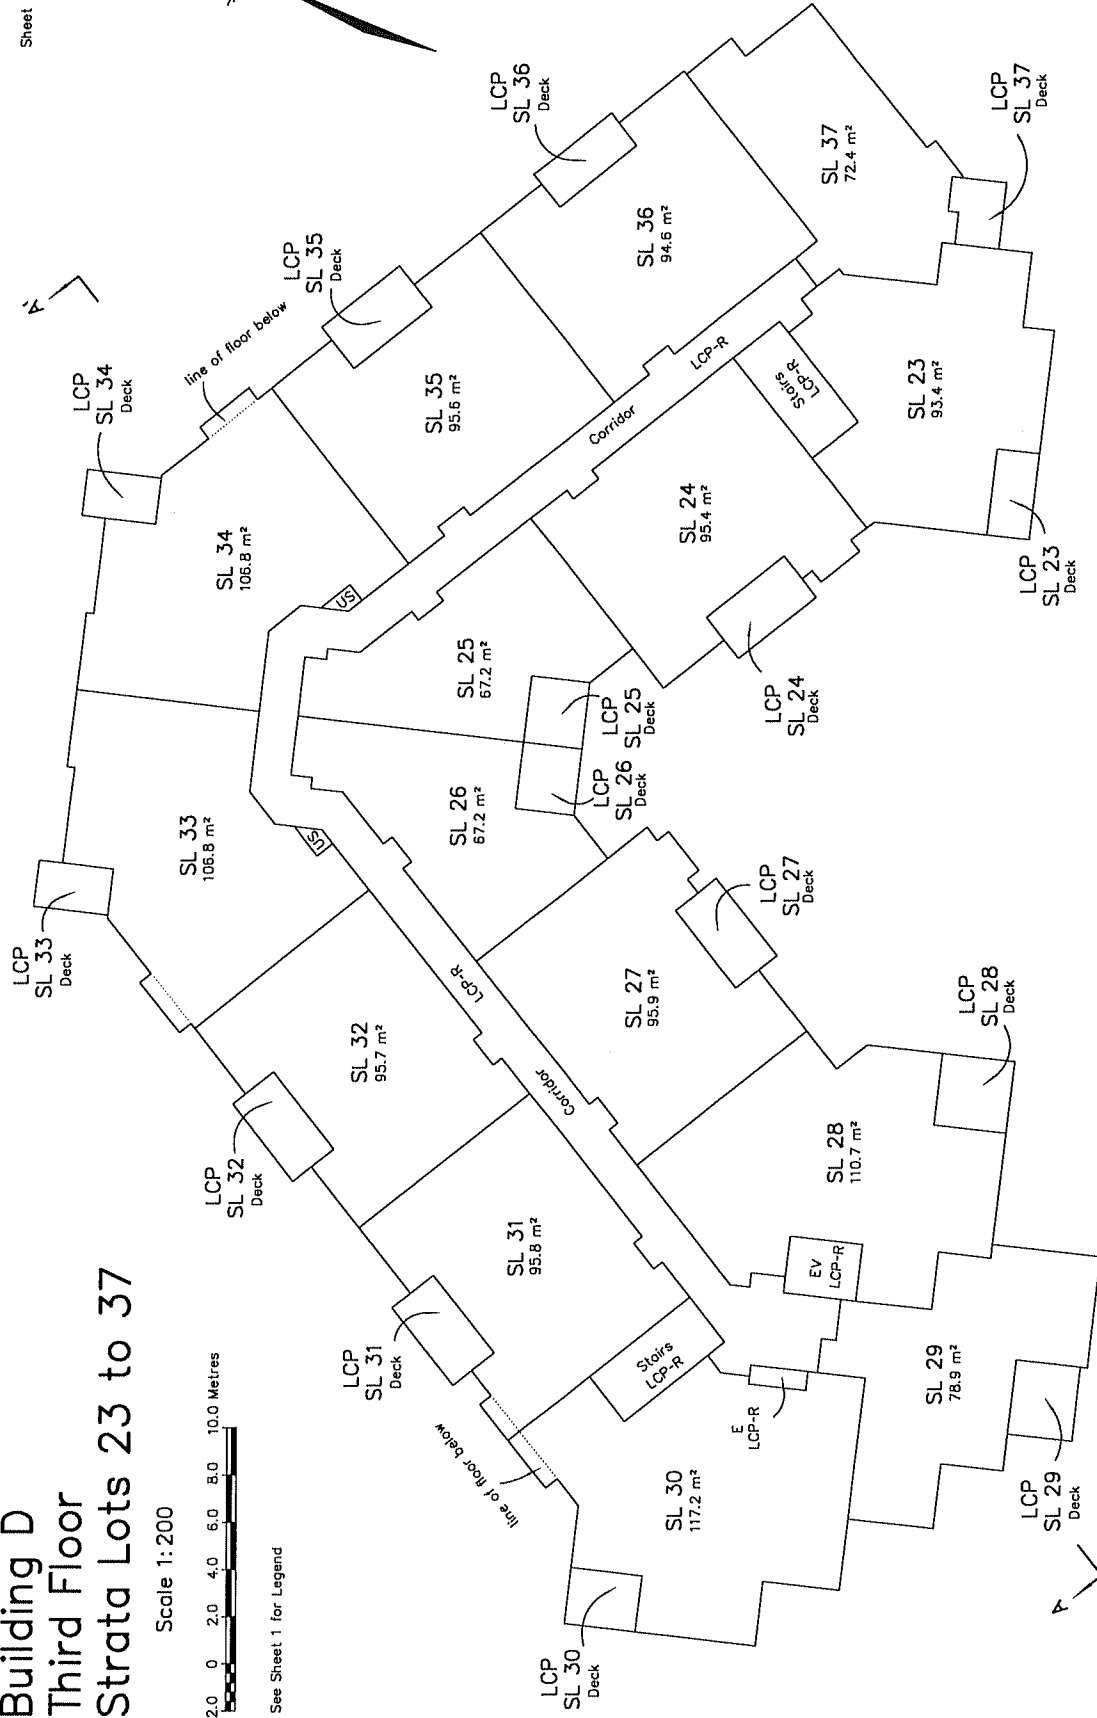 Sheet
Building D
Third Floor
Strata Lots 23 to 37
Scale 1:200
2.0 0 2.0 4.0 6.0 8.0 10.0 Metres
See Sheet 1 for Legend
A'
LCP
SL 33
Deck
LCP
SL 34
Deck
line of floor below
LCP
SL 35
Deck
LCP
SL 36
Deck
LCP
SL 37
Deck
SL 33
106.8 m²
SL 34
106.8 m²
SL 35
95.6 m²
SL 36
94.6 m²
SL 37
72.4 m²
US
US
LCP
SL 32
Deck
SL 32
95.7 m²
LCP-R
Corridor
Corridor
LCP-R
LCP
SL 31
Deck
SL 31
95.8 m²
SL 26
67.2 m²
SL 25
67.2 m²
SL 24
95.4 m²
Stairs
LCP-R
SL 23
93.4 m²
LCP
SL 26
Deck
LCP
SL 25
Deck
LCP
SL 24
Deck
LCP
SL 23
Deck
SL 27
95.9 m²
LCP
SL 27
Deck
line of floor below
Stairs
LCP-R
SL 28
110.7 m²
LCP
SL 28
Deck
EV
LCP-R
E
LCP-R
SL 30
117.2 m²
SL 29
78.9 m²
LCP
SL 30
Deck
LCP
SL 29
Deck
A